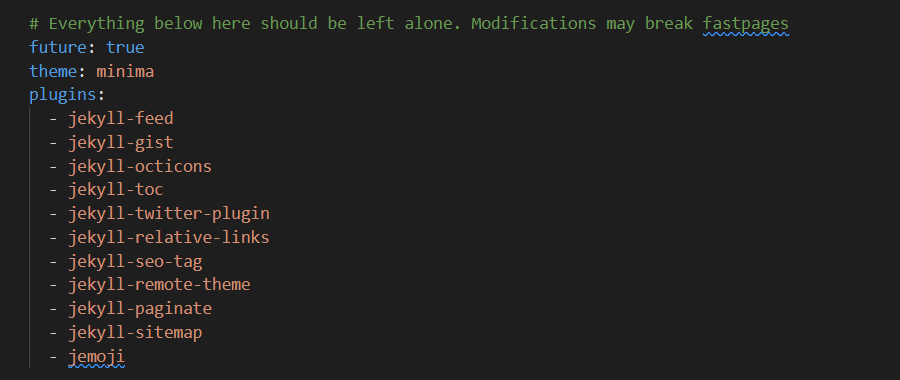 # Everything below here should be left alone. Modifications may break fastpages
future: true
theme: minima
plugins:
- jekyll-feed
- jekyll-gist
- jekyll-octicons
- jekyll-toc
- jekyll-twitter-plugin
- jekyll-relative-links
- jekyll-seo-tag
- jekyll-remote-theme
- jekyll-paginate
- jekyll-sitemap
- jemoji